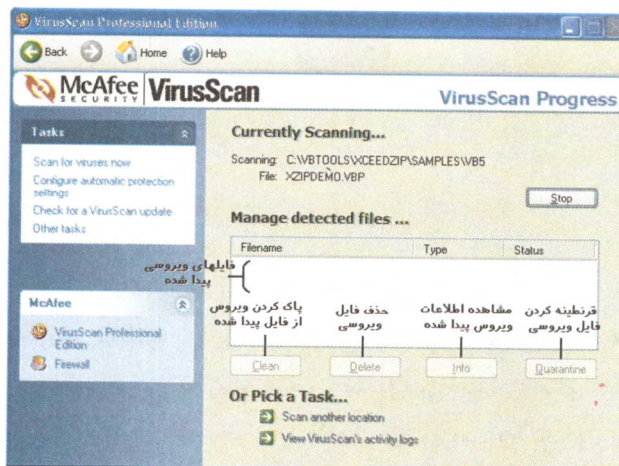 VirusScan Professional Edition
Back
Home
Help
McAfee
SECURITY
VirusScan
VirusScan Progress
Tasks
Scan for viruses now
Configure automatic protection
settings
Check for a VirusScan update
Other tasks
McAfee
VirusScan Professional
Edition
Firewall
Currently Scanning...
Scanning: C:\VBTOOLS\XCEEDZIP\SAMPLES\VB5
File: XZIPDEMO.VBP
Stop
Manage detected files ...
Filename Type Status
فایلهای ویروسی
پیدا شده
پاک کردن ویروس
از فایل پیدا شده
حذف فایل
ویروسی
مشاهده اطلاعات
ویروس پیدا شده
قرنطینه کردن
فایل ویروسی
Clean
Delete
Info
Quarantine
Or Pick a Task...
Scan another location
View VirusScan's activity logs